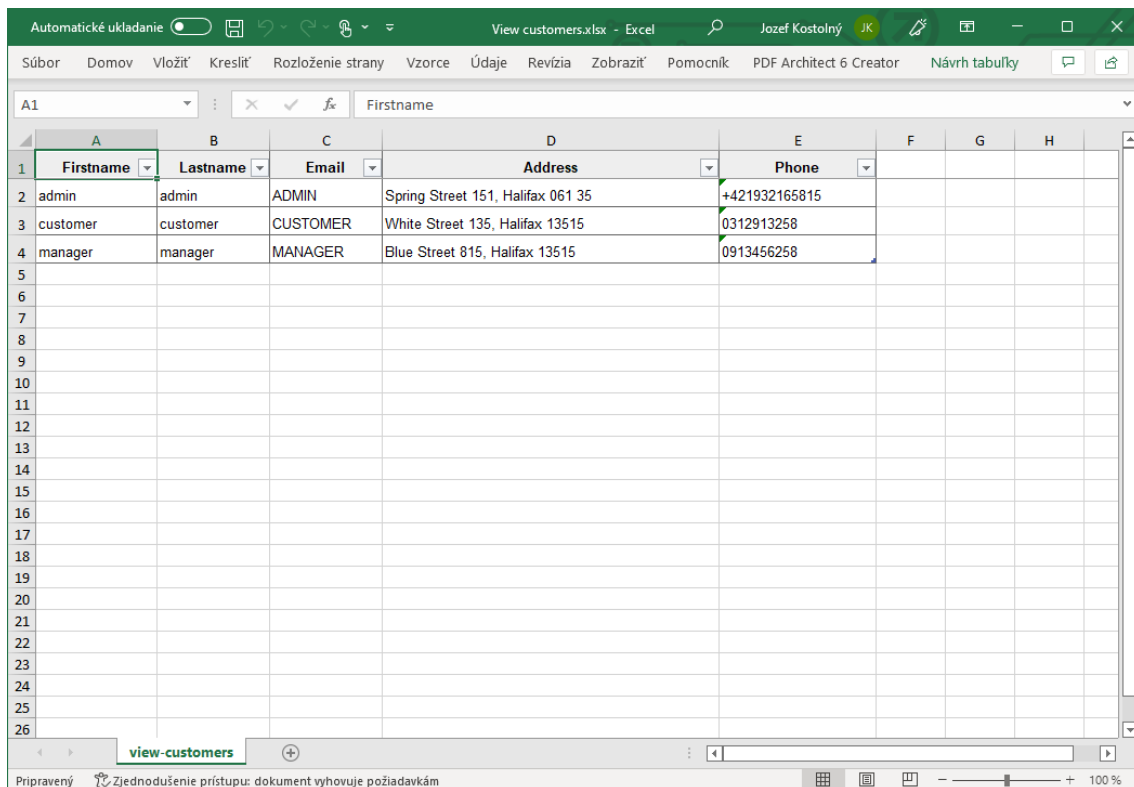 Automatické ukladanie View customers.xlsx - Excel Jozef Kostolný JK
Súbor Domov Vložiť Kresliť Rozloženie strany Vzorce Údaje Revízia Zobraziť Pomocník PDF Architect 6 Creator Návrh tabuľky
A1 fx Firstname
A B C D E F G H
1 Firstname Lastname Email Address Phone
2 admin admin ADMIN Spring Street 151, Halifax 061 35 +421932165815
3 customer customer CUSTOMER White Street 135, Halifax 13515 0312913258
4 manager manager MANAGER Blue Street 815, Halifax 13515 0913456258
5
6
7
8
9
10
11
12
13
14
15
16
17
18
19
20
21
22
23
24
25
26
view-customers
Pripravený Zjednodušenie prístupu: dokument vyhovuje požiadavkám 100 %